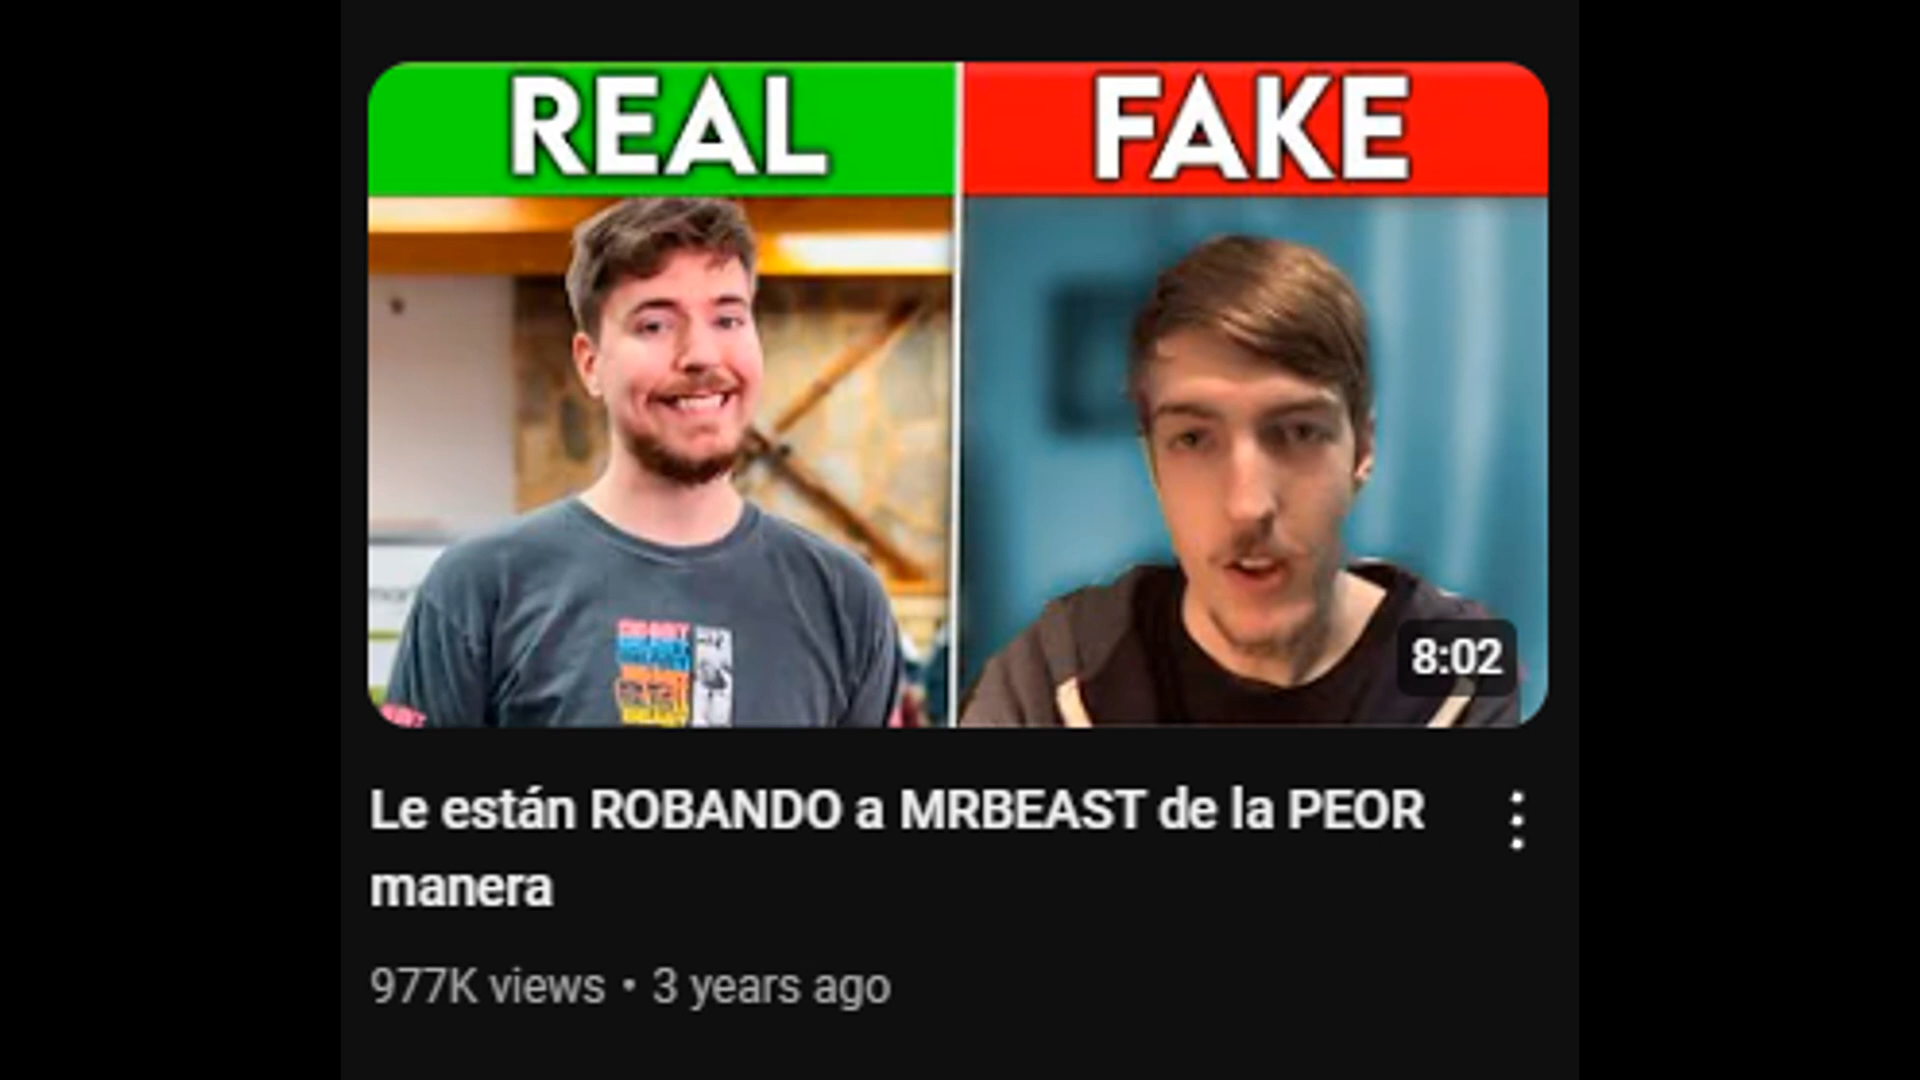 REAL
FAKE
8:02
Le están ROBANDO a MRBEAST de la PEOR
manera
977K views • 3 years ago